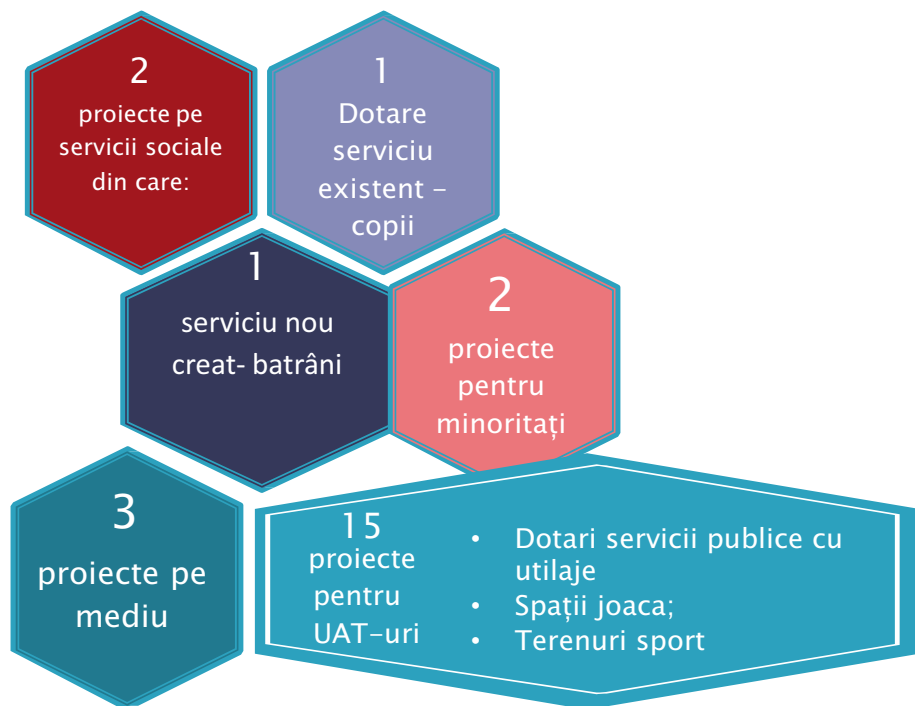 2
proiecte pe
servicii sociale
din care:
1
Dotare
serviciu
existent –
copii
1
serviciu nou
creat- batrâni
2
proiecte
pentru
minoritați
3
proiecte pe
mediu
15
proiecte
pentru
UAT-uri
• Dotari servicii publice cu
utilaje
• Spații joaca;
• Terenuri sport